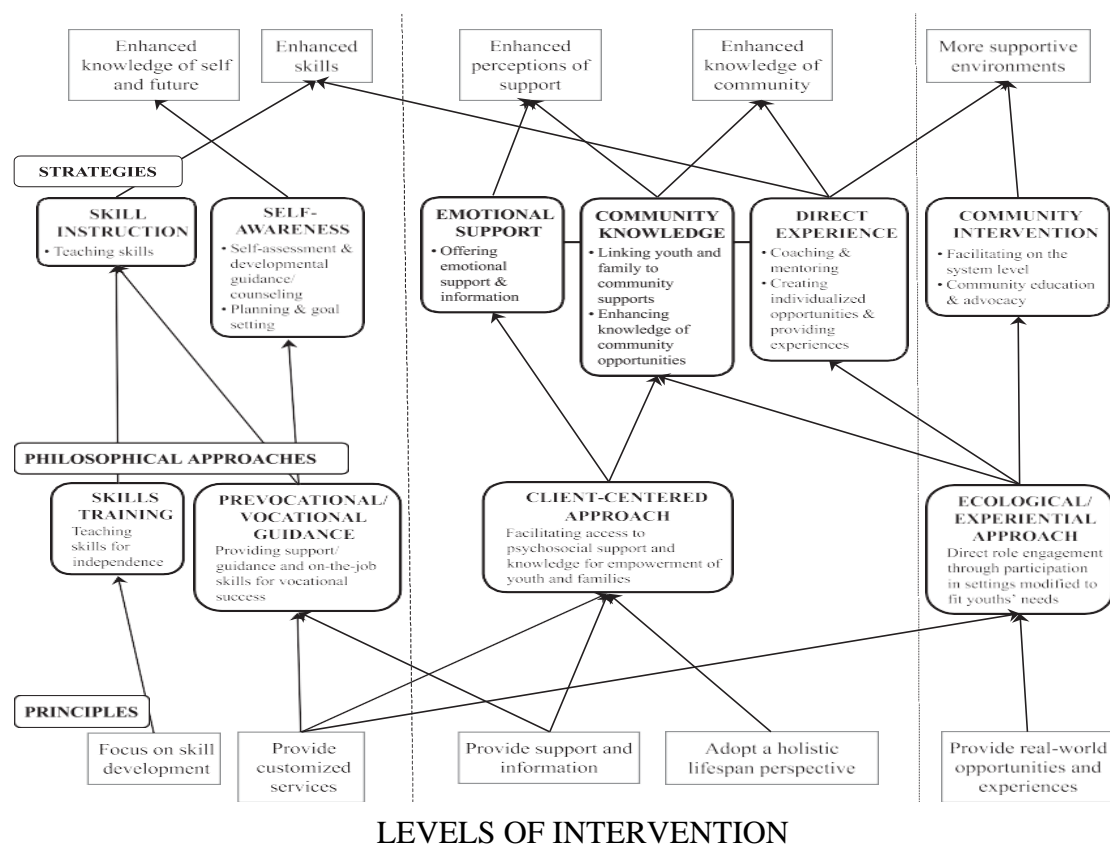 Enhanced
knowledge of self
and future
Enhanced
skills
Enhanced
perceptions of
support
Enhanced
knowledge of
community
More supportive
environments
STRATEGIES
SKILL
INSTRUCTION
• Teaching skills
SELF-
AWARENESS
• Self-assessment &
developmental
guidance/
counseling
• Planning & goal
setting
EMOTIONAL
SUPPORT
• Offering
emotional
support &
information
COMMUNITY
KNOWLEDGE
• Linking youth and
family to
community
supports
• Enhancing
knowledge of
community
opportunities
DIRECT
EXPERIENCE
• Coaching &
mentoring
• Creating
individualized
opportunities &
providing
experiences
COMMUNITY
INTERVENTION
• Facilitating on the
system level
• Community education
& advocacy
PHILOSOPHICAL APPROACHES
SKILLS
TRAINING
Teaching
skills for
independence
PREVOCATIONAL/
VOCATIONAL
GUIDANCE
Providing support/
guidance and on-the-job
skills for vocational
success
CLIENT-CENTERED
APPROACH
Facilitating access to
psychosocial support and
knowledge for empowerment of
youth and families
ECOLOGICAL/
EXPERIENTIAL
APPROACH
Direct role engagement
through participation
in settings modified to
fit youths' needs
PRINCIPLES
Focus on skill
development
Provide
customized
services
Provide support and
information
Adopt a holistic
lifespan perspective
Provide real-world
opportunities and
experiences
LEVELS OF INTERVENTION